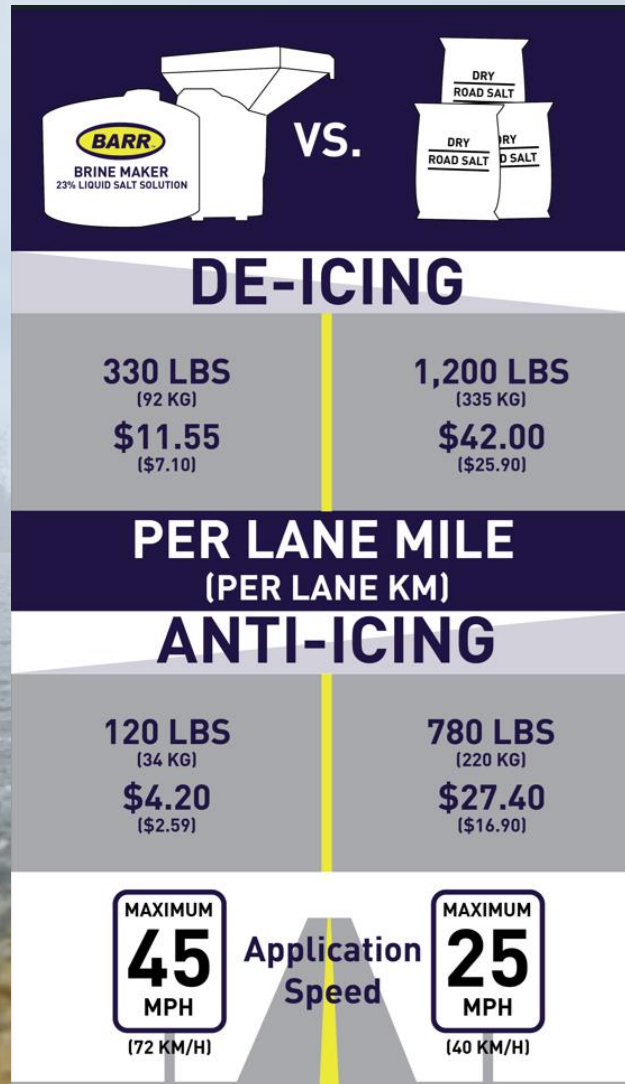 BARR
BRINE MAKER
23% LIQUID SALT SOLUTION
VS.
DRY
ROAD SALT
DRY
ROAD SALT
DRY
D SALT
DE-ICING
330 LBS
(92 KG)
$11.55
($7.10)
1,200 LBS
(335 KG)
$42.00
($25.90)
PER LANE MILE
(PER LANE KM)
ANTI-ICING
120 LBS
(34 KG)
$4.20
($2.59)
780 LBS
(220 KG)
$27.40
($16.90)
MAXIMUM
45
MPH
(72 KM/H)
Application
Speed
MAXIMUM
25
MPH
(40 KM/H)